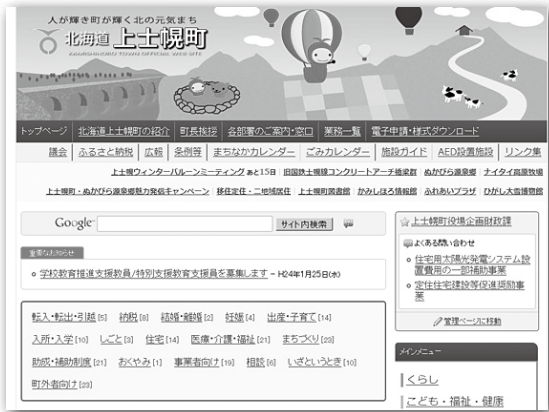 人が輝き町が輝く北の元気まち
北海道 上士幌町
KAMISHIHORO TOWN OFFICIAL WEB SITE
トップページ 北海道上士幌町の紹介 町長挨拶 各部署のご案内・窓口 業務一覧 電子申請・様式ダウンロード
議会 ふるさと納税 広報 条例等 まちなかカレンダー ごみカレンダー 施設ガイド AED設置施設 リンク集
上士幌ウィンターバルーンミーティング あと15日 旧国鉄士幌線コンクリートアーチ橋梁群 ぬかびら源泉郷 ナイタイ高原牧場
上士幌町・ぬかびら源泉郷魅力発信キャンペーン 移住定住・二地域居住 上士幌町図書館 かみしほろ情報館 ふれあいプラザ ひがし大雪博物館
Google サイト内検索
重要なお知らせ
学校教育推進支援教員/特別支援教育支援員を募集します - H24年1月25日(水)
転入・転出・引越 [5] 納税 [8] 結婚・離婚 [2] 妊娠 [4] 出産・子育て [14]
入所・入学 [10] しごと [3] 住宅 [14] 医療・介護・福祉 [21] まちづくり [23]
助成・補助制度 [21] おくやみ [1] 事業者向け [19] 相談 [6] いざというとき [10]
町外者向け [23]
上士幌町役場企画財政課
よくある問い合わせ
住宅用太陽光発電システム設
置費用の一部補助事業
定住住宅建設等促進奨励事
業
管理ページに移動
メインメニュー
くらし
こども・福祉・健康